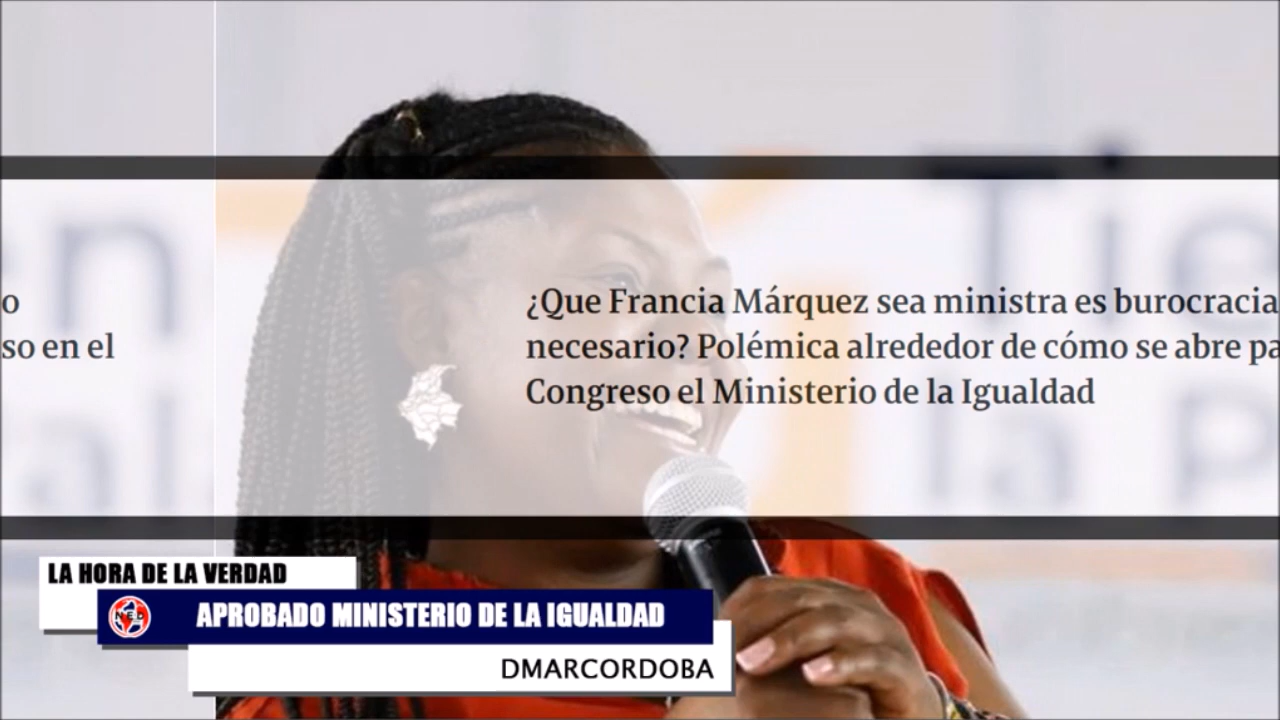 o
so en el
¿Que Francia Márquez sea ministra es burocracia
necesario? Polémica alrededor de cómo se abre pa
Congreso el Ministerio de la Igualdad
LA HORA DE LA VERDAD
APROBADO MINISTERIO DE LA IGUALDAD
DMARCORDOBA